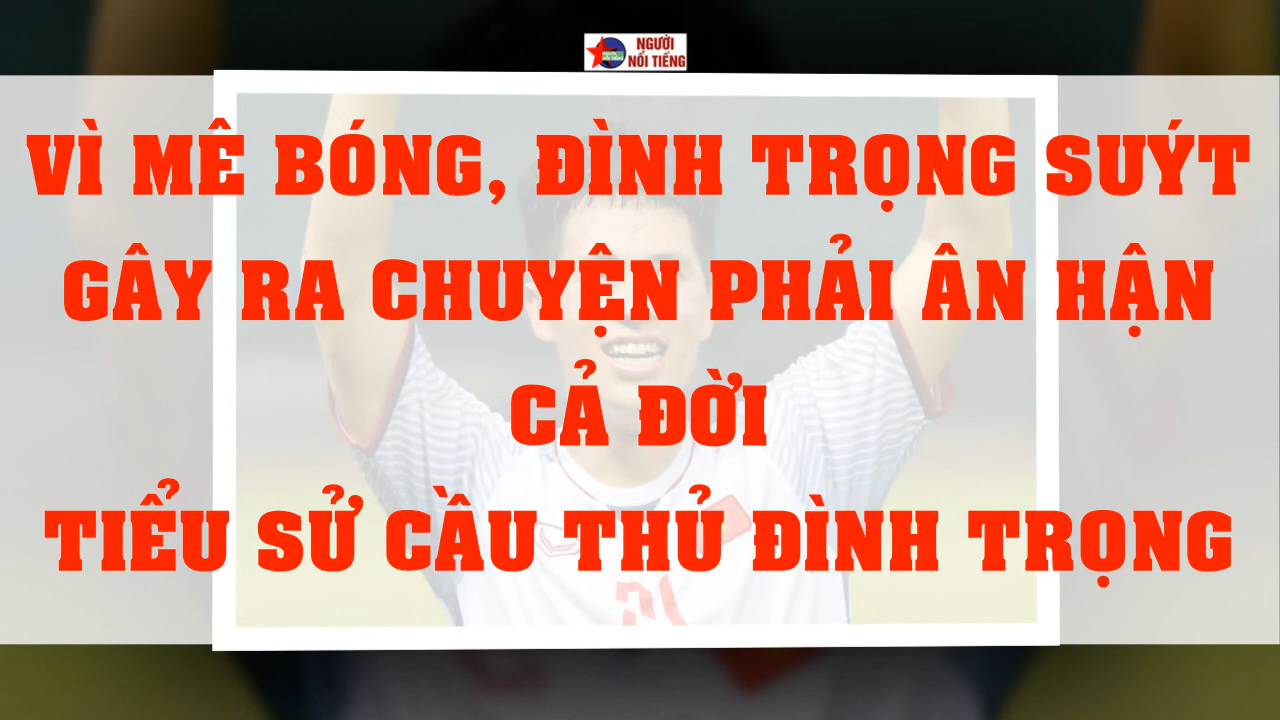 NGƯỜI
NỔI TIẾNG
VÌ MÊ BÓNG, ĐÌNH TRỌNG SUÝT
GÂY RA CHUYỆN PHẢI ÂN HẬN
CẢ ĐỜI
TIỂU SỬ CẦU THỦ ĐÌNH TRỌNG
21